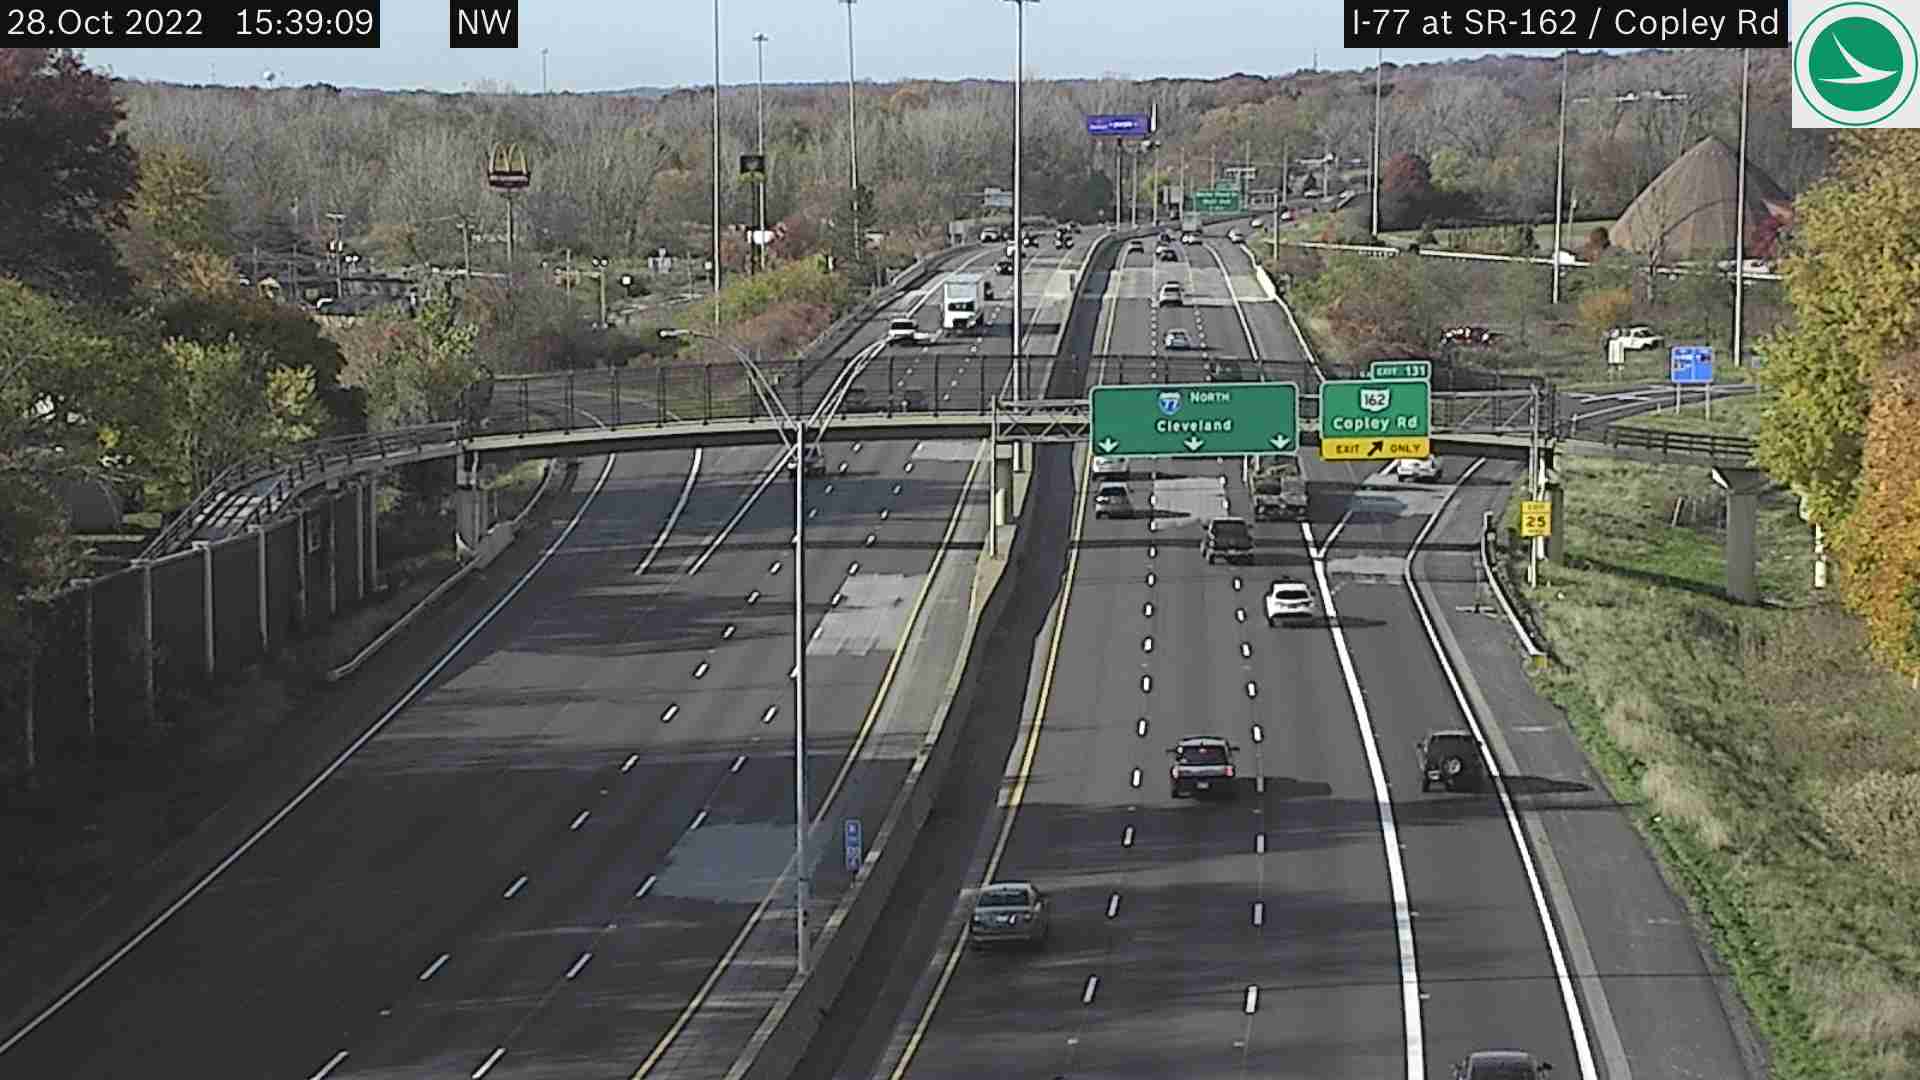 28.Oct 2022 15:39:09
NW
I-77 at SR-162 / Copley Rd
EXIT 131
77 NORTH
Cleveland
162
Copley Rd
EXIT ONLY
25